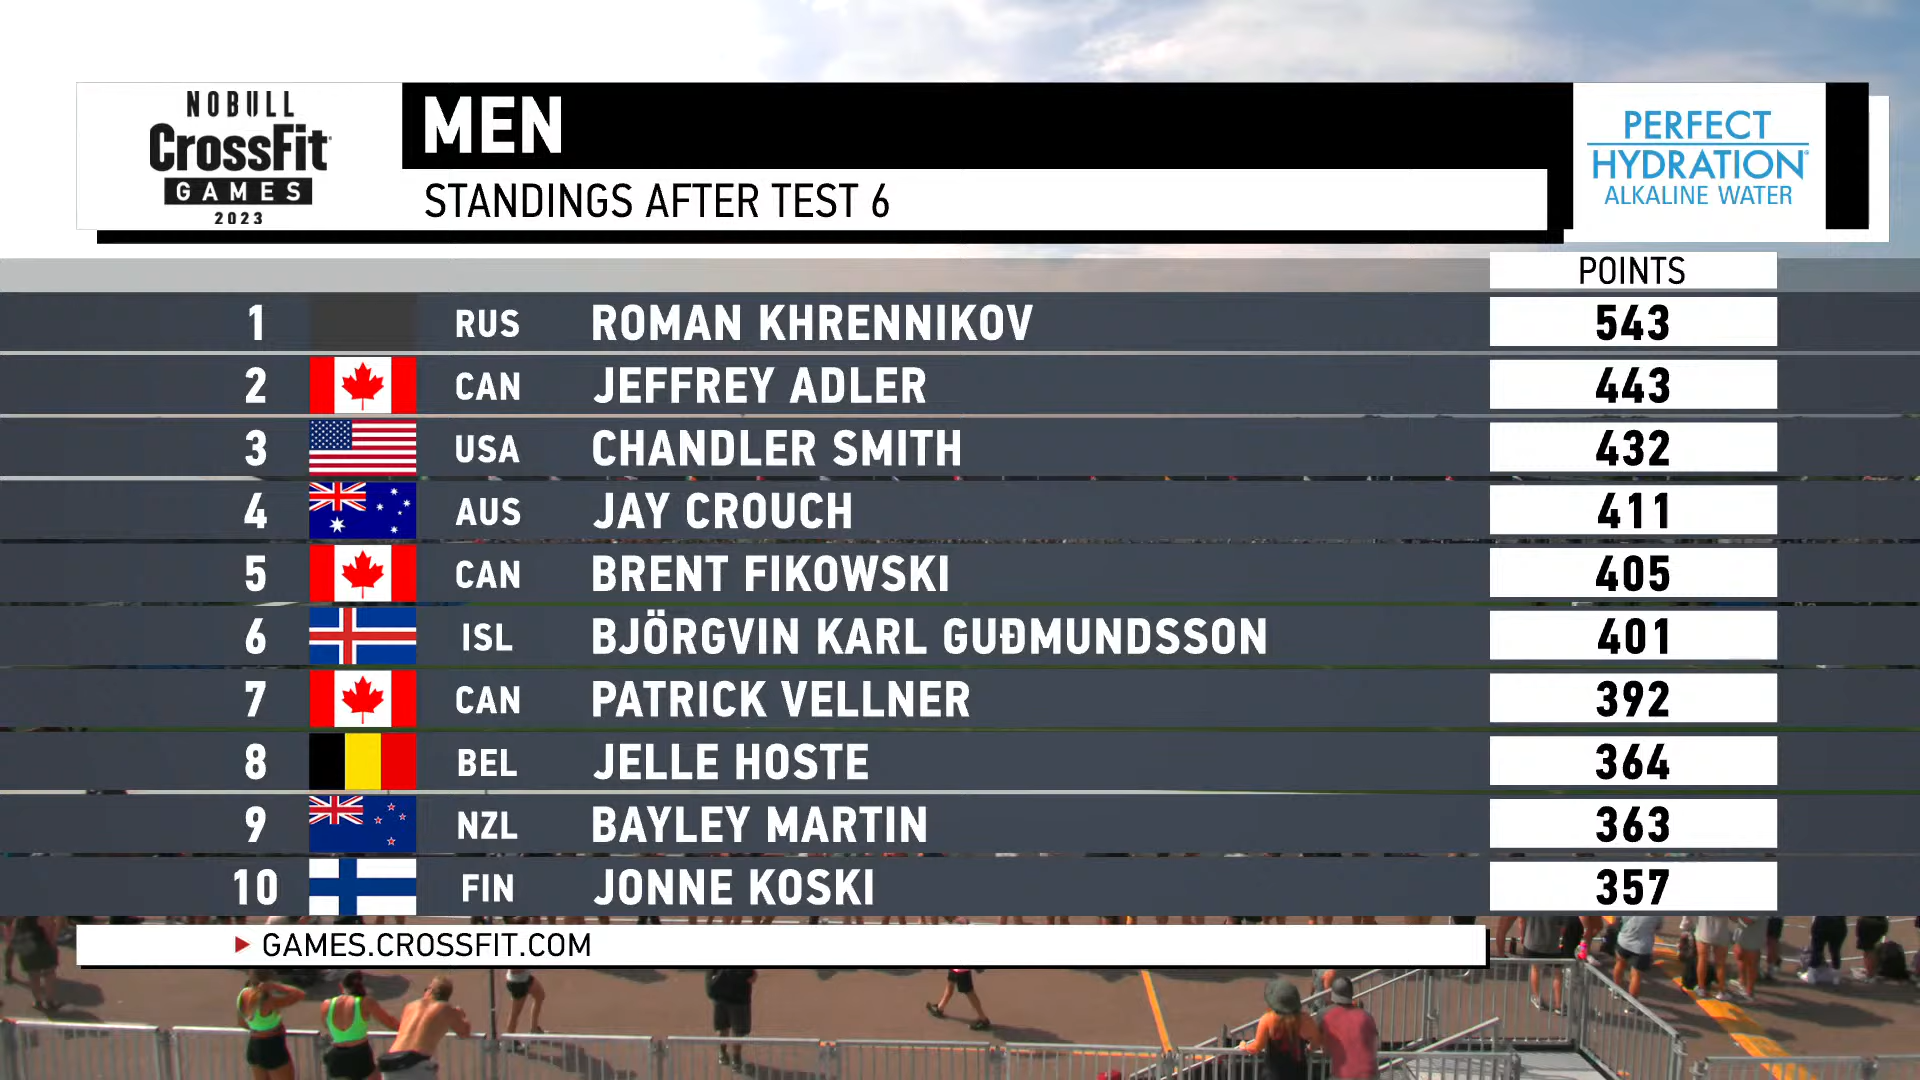 NOBULL
CrossFit
GAMES
2023
MEN
STANDINGS AFTER TEST 6
PERFECT
HYDRATION®
ALKALINE WATER
POINTS
1 RUS ROMAN KHRENNIKOV 543
2 CAN JEFFREY ADLER 443
3 USA CHANDLER SMITH 432
4 AUS JAY CROUCH 411
5 CAN BRENT FIKOWSKI 405
6 ISL BJÖRGVIN KARL GUÐMUNDSSON 401
7 CAN PATRICK VELLNER 392
8 BEL JELLE HOSTE 364
9 NZL BAYLEY MARTIN 363
10 FIN JONNE KOSKI 357
GAMES.CROSSFIT.COM